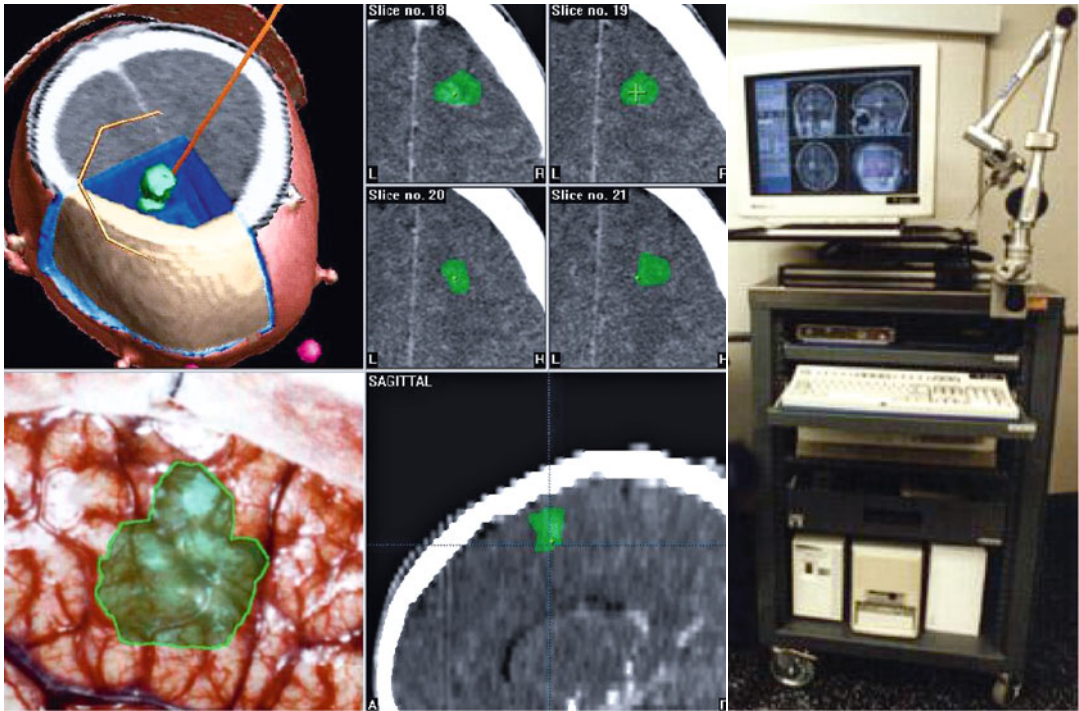 Slice no. 18
Slice no. 19
L
R
L
Slice no. 20
Slice no. 21
L
L
SAGITTAL
A